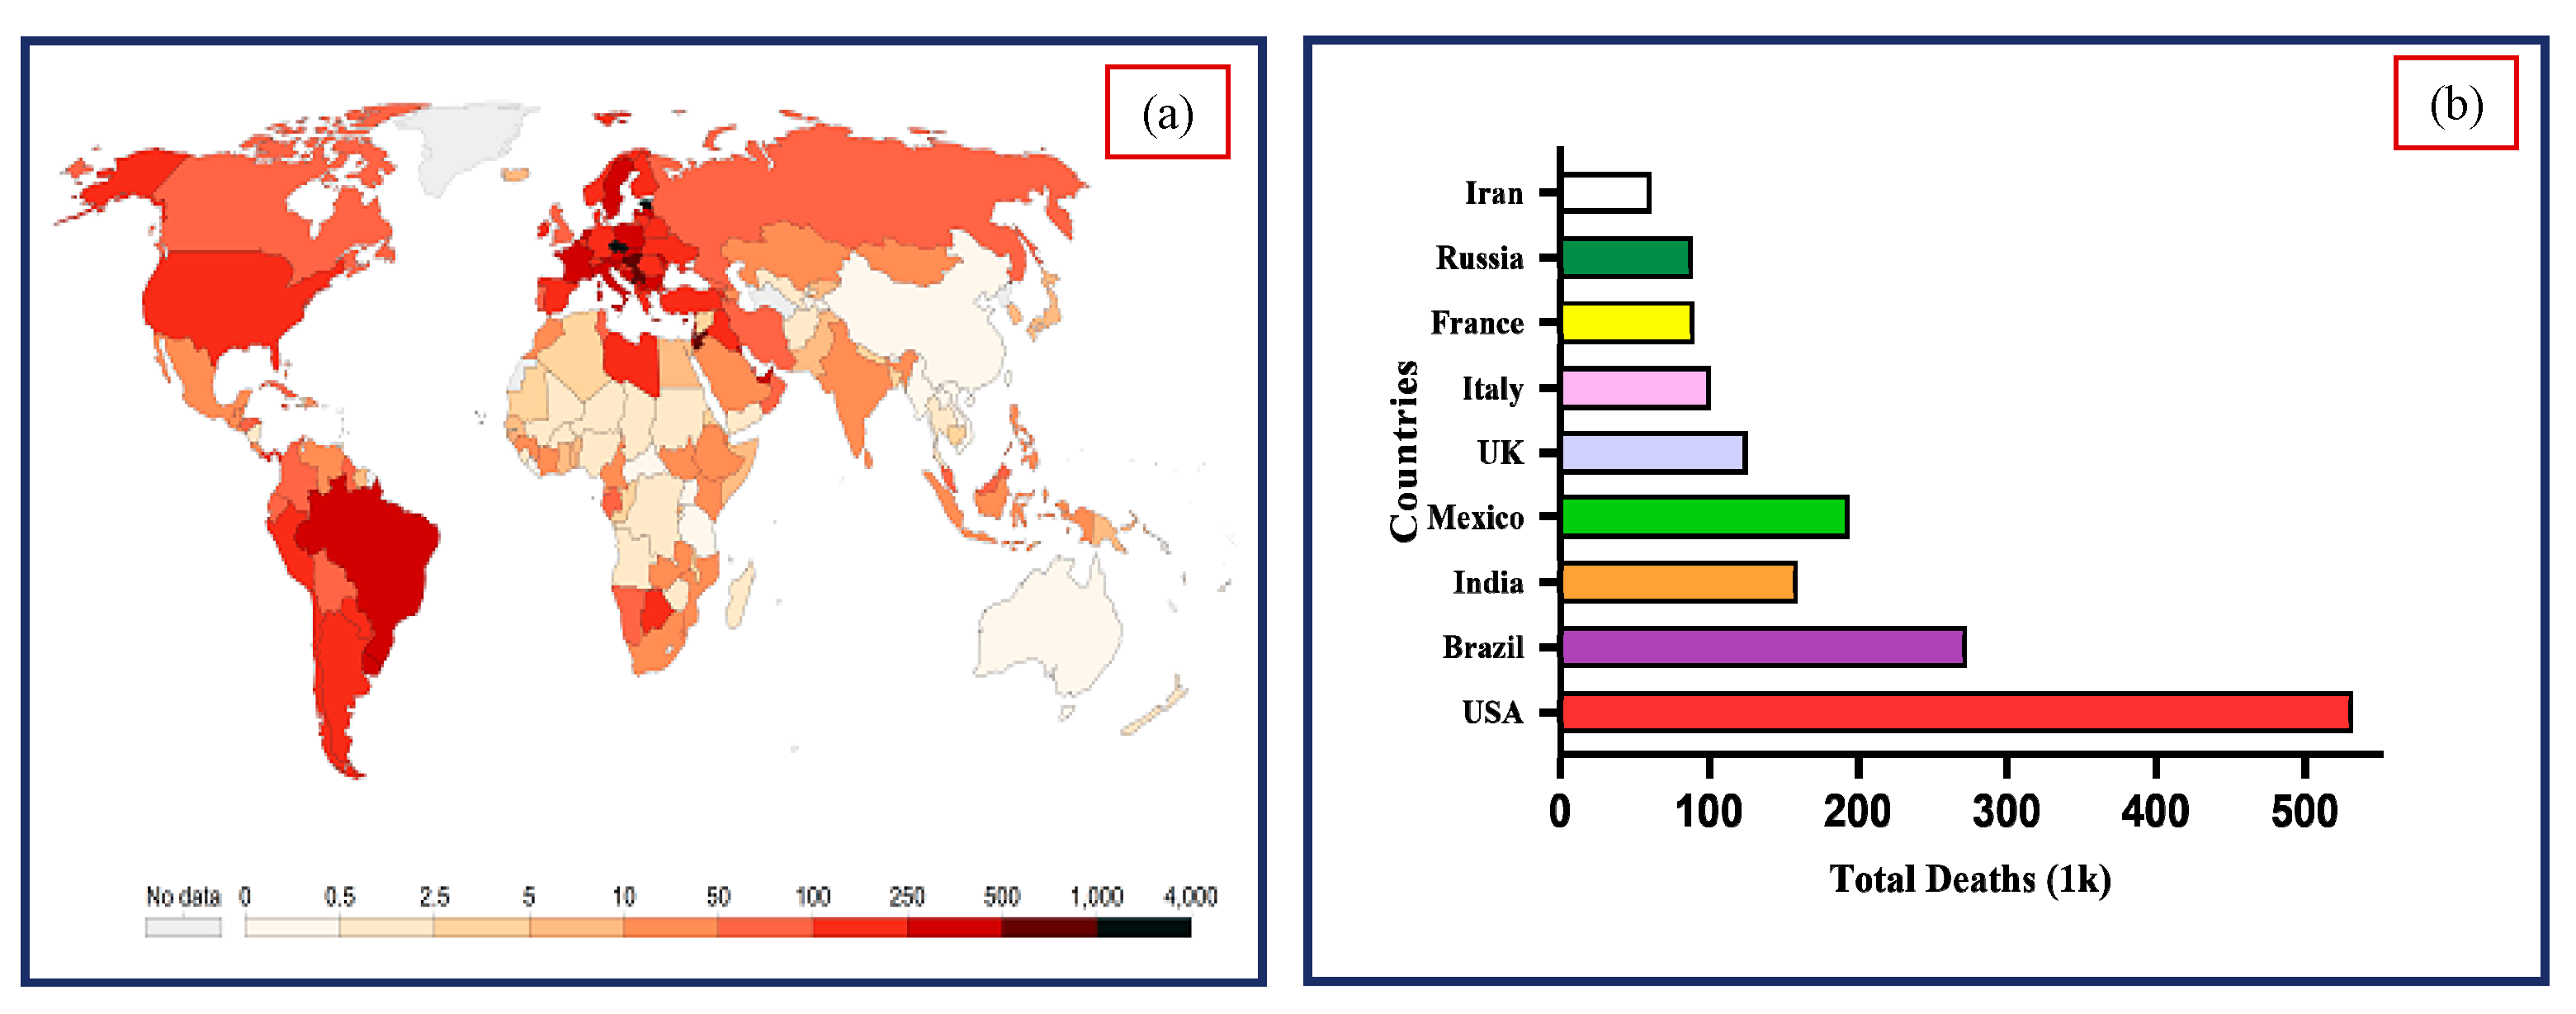 (a)
No data 0 0.5 2.5 5 10 50 100 250 500 1,000 4,000
(b)
Countries
Iran
Russia
France
Italy
UK
Mexico
India
Brazil
USA
0 100 200 300 400 500
Total Deaths (1k)